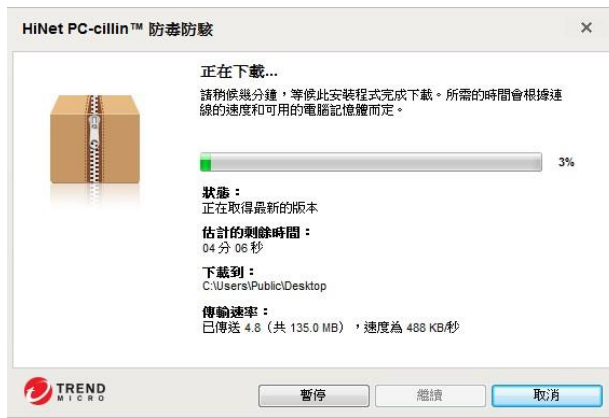 HiNet PC-cillin™ 防毒防駭
正在下載...
請稍候幾分鐘，等候此安裝程式完成下載。所需的時間會根據連
線的速度和可用的電腦記憶體而定。
3%
狀態：
正在取得最新的版本
估計的剩餘時間：
04 分 06 秒
下載到：
C:\Users\Public\Desktop
傳輸速率：
已傳送 4.8（共 135.0 MB），速度為 488 KB/秒
TREND
MICRO
暫停
繼續
取消